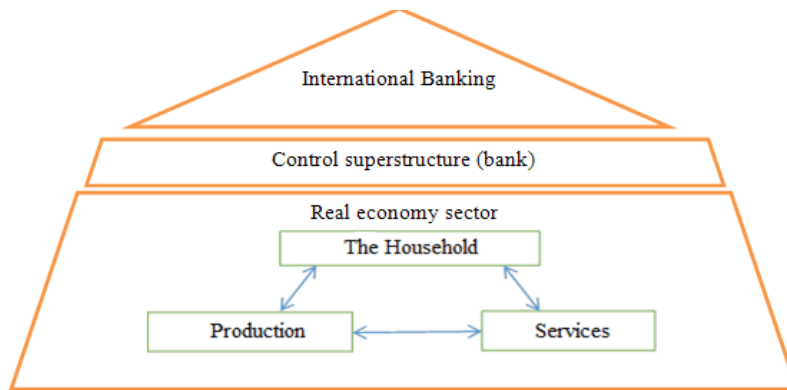 International Banking
Control superstructure (bank)
Real economy sector
The Household
Production
Services